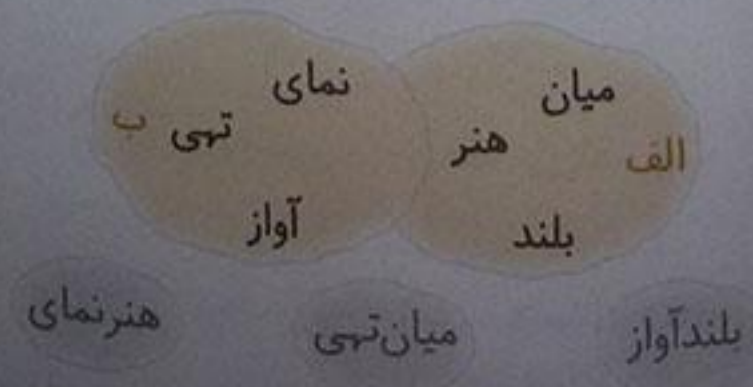 میان
نمای
هنر
الف
تهی
ب
بلند
آواز
بلندآواز
میان‌تهی
هنرنمای